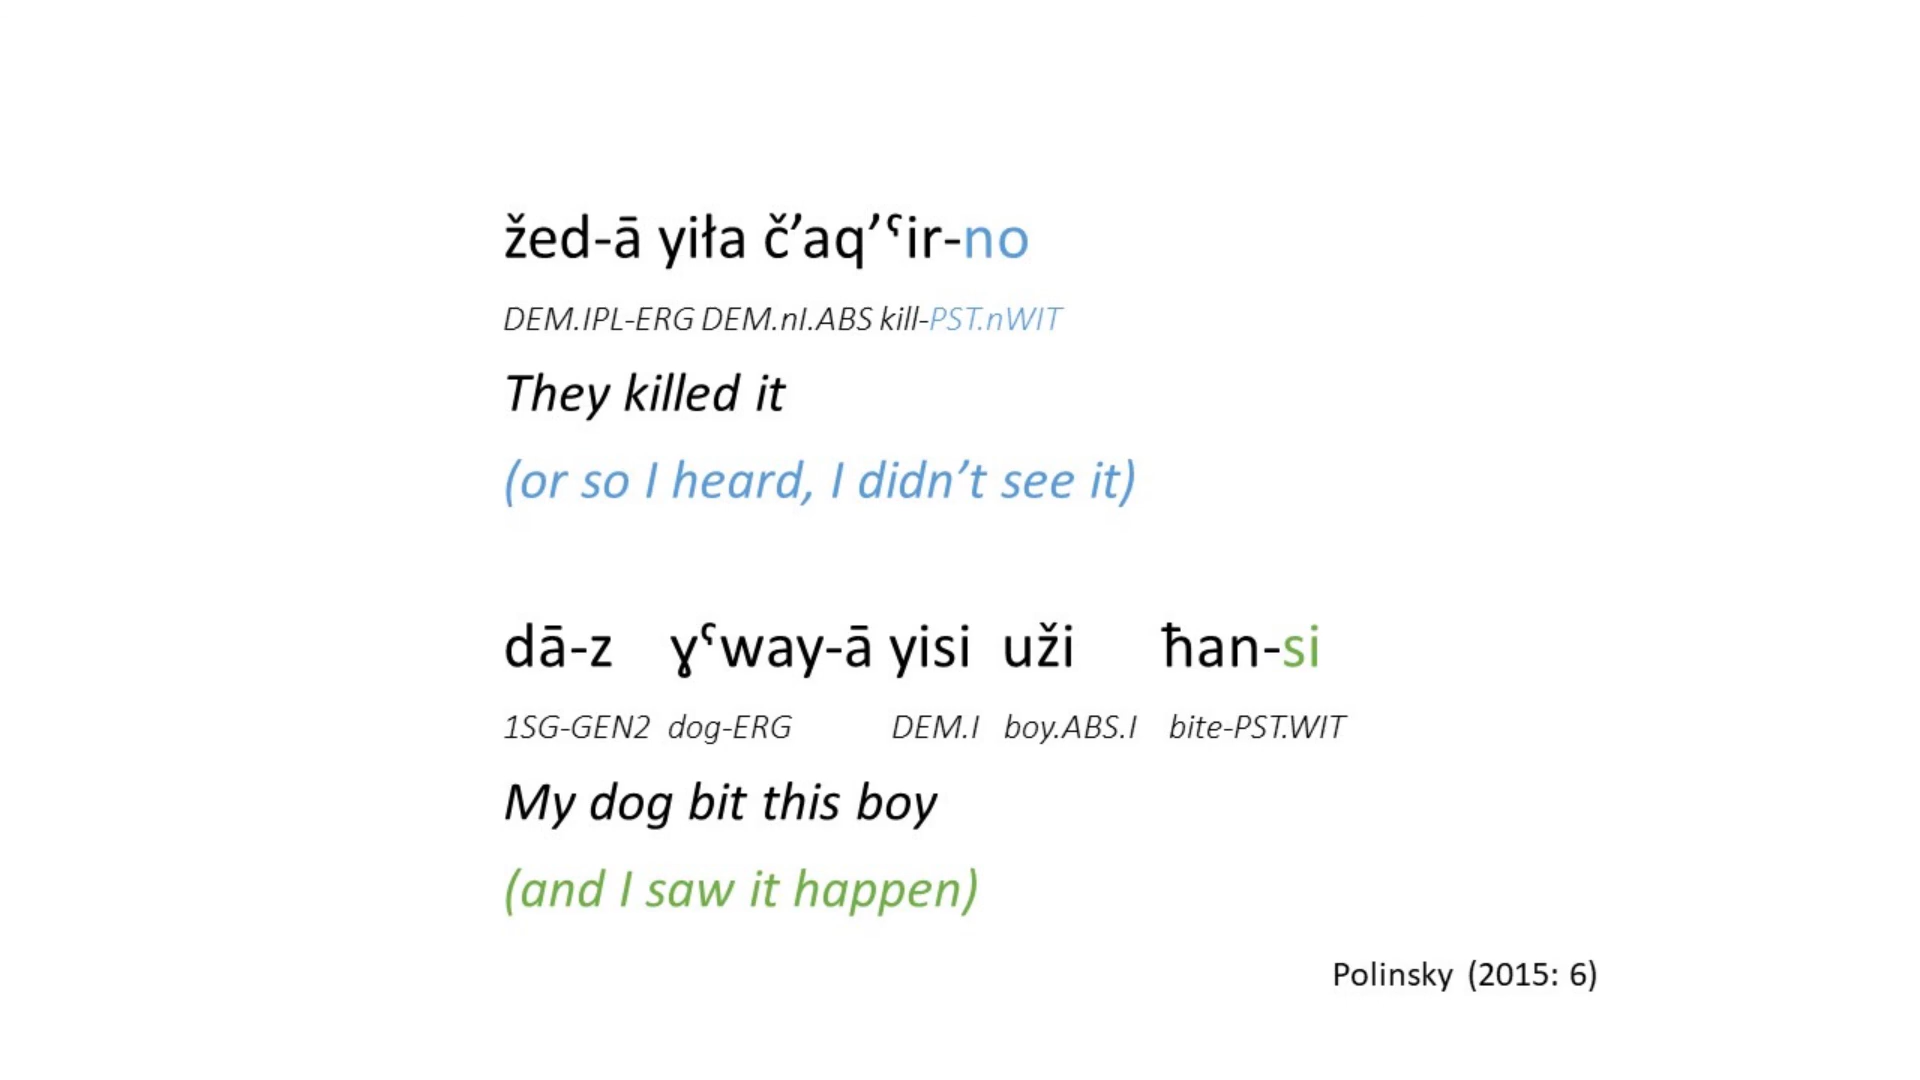 žed-ā yiła č’aq’ˤir-no
DEM.IPL-ERG DEM.nI.ABS kill-PST.nWIT
They killed it
(or so I heard, I didn’t see it)
dā-z ɣˤway-ā yisi uži ħan-si
1SG-GEN2 dog-ERG DEM.I boy.ABS.I bite-PST.WIT
My dog bit this boy
(and I saw it happen)
Polinsky (2015: 6)